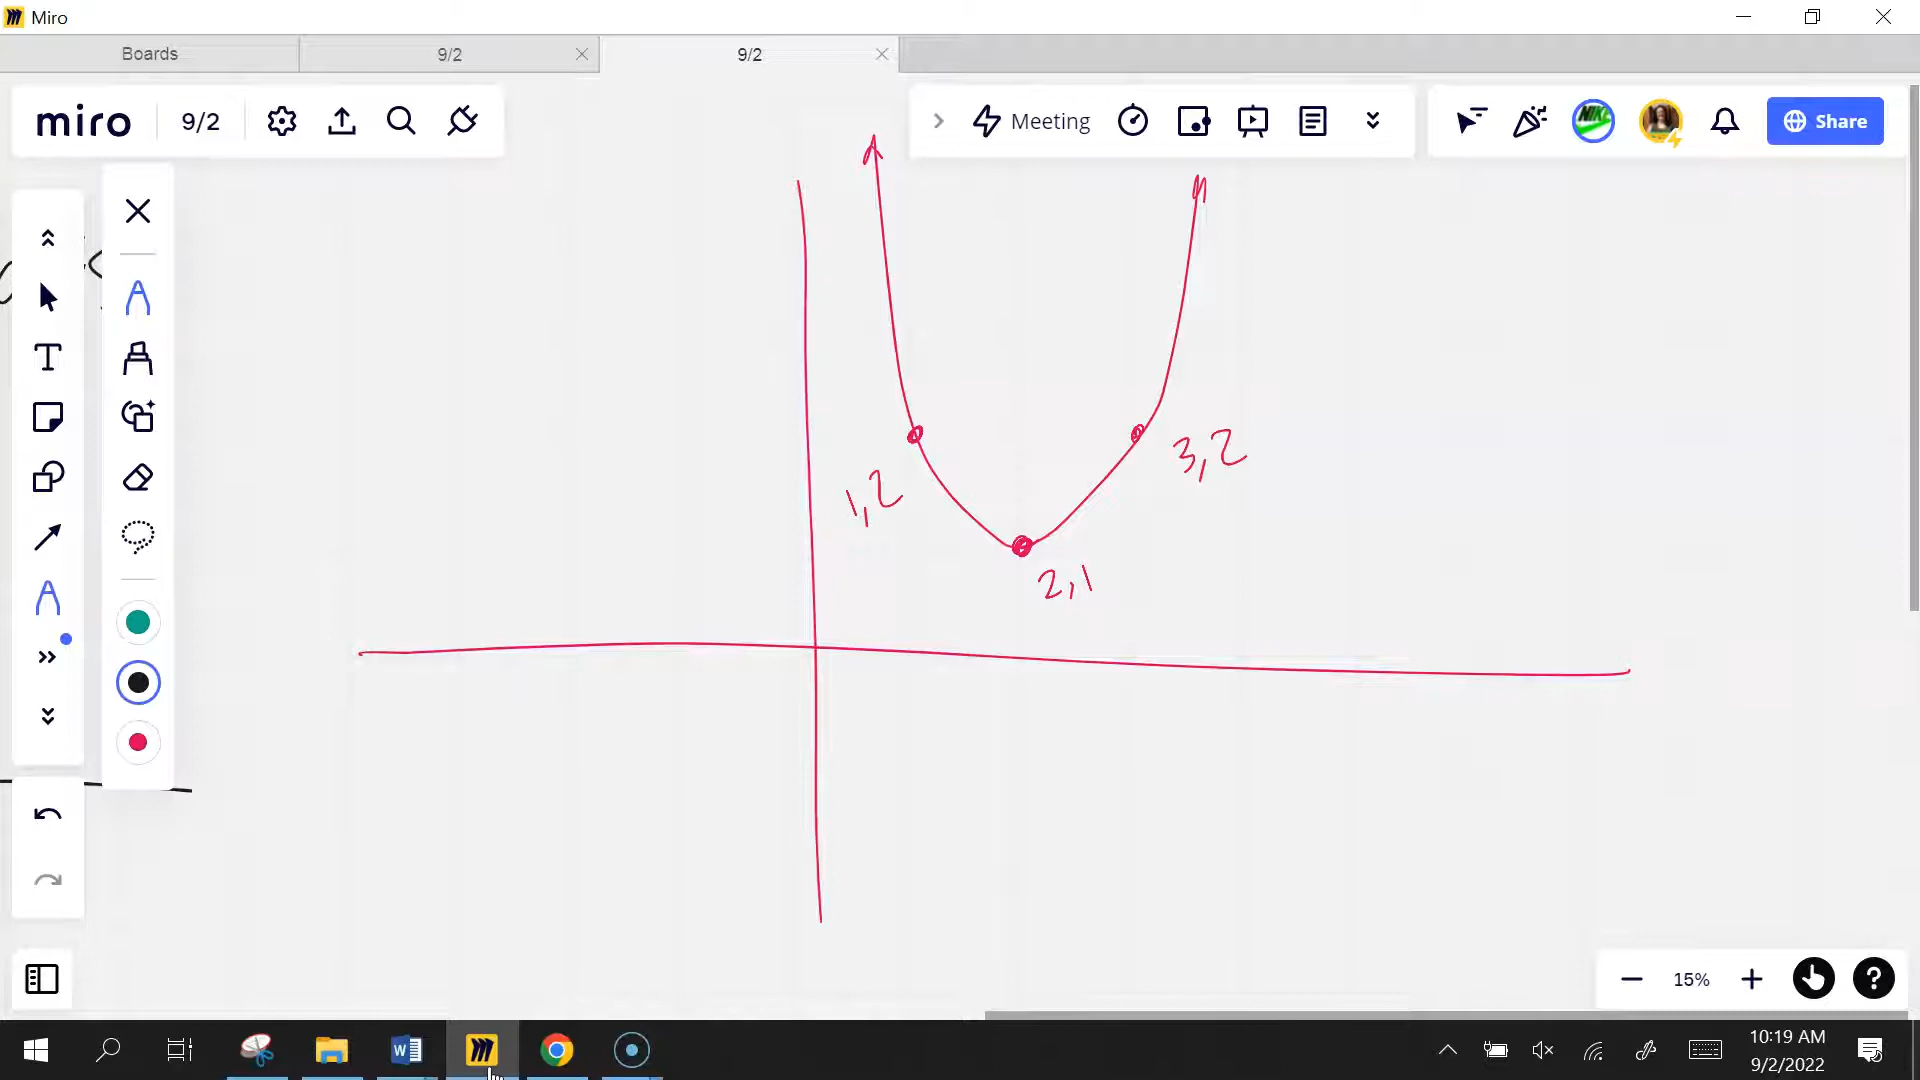 Miro
Boards
9/2
9/2
miro
9/2
Meeting
Share
1,2
3,2
2,1
15%
10:19 AM
9/2/2022